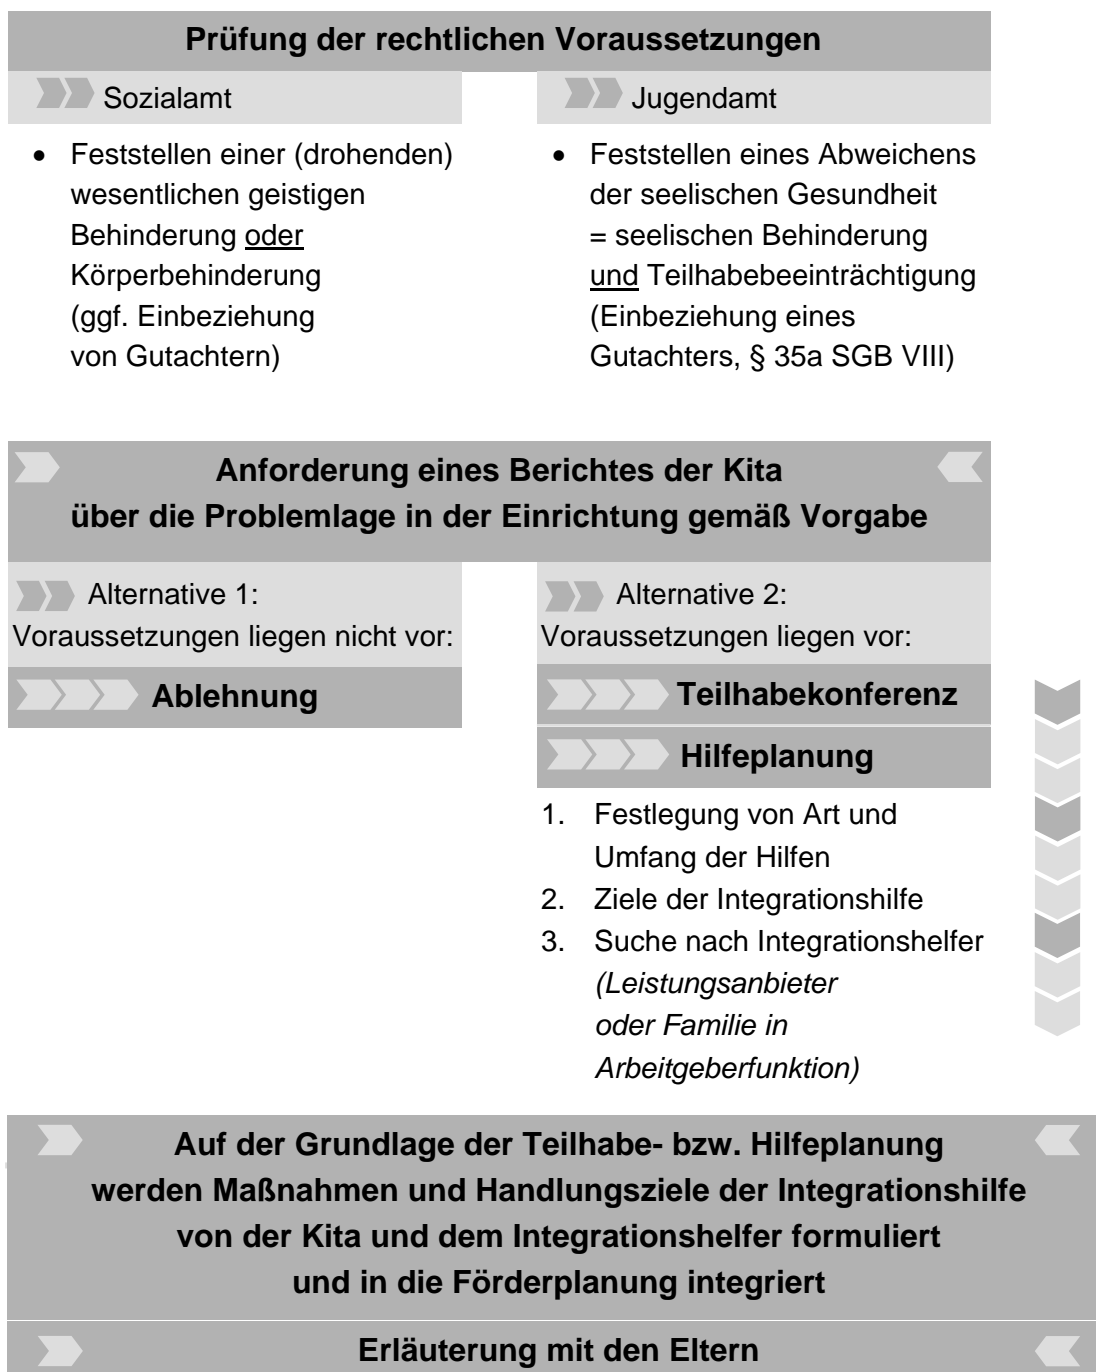 Prüfung der rechtlichen Voraussetzungen
Sozialamt
• Feststellen einer (drohenden)
wesentlichen geistigen
Behinderung oder
Körperbehinderung
(ggf. Einbeziehung
von Gutachtern)
Jugendamt
• Feststellen eines Abweichens
der seelischen Gesundheit
= seelischen Behinderung
und Teilhabebeeinträchtigung
(Einbeziehung eines
Gutachters, § 35a SGB VIII)
Anforderung eines Berichtes der Kita
über die Problemlage in der Einrichtung gemäß Vorgabe
Alternative 1:
Voraussetzungen liegen nicht vor:
Ablehnung
Alternative 2:
Voraussetzungen liegen vor:
Teilhabekonferenz
Hilfeplanung
1. Festlegung von Art und
Umfang der Hilfen
2. Ziele der Integrationshilfe
3. Suche nach Integrationshelfer
(Leistungsanbieter
oder Familie in
Arbeitgeberfunktion)
Auf der Grundlage der Teilhabe- bzw. Hilfeplanung
werden Maßnahmen und Handlungsziele der Integrationshilfe
von der Kita und dem Integrationshelfer formuliert
und in die Förderplanung integriert
Erläuterung mit den Eltern